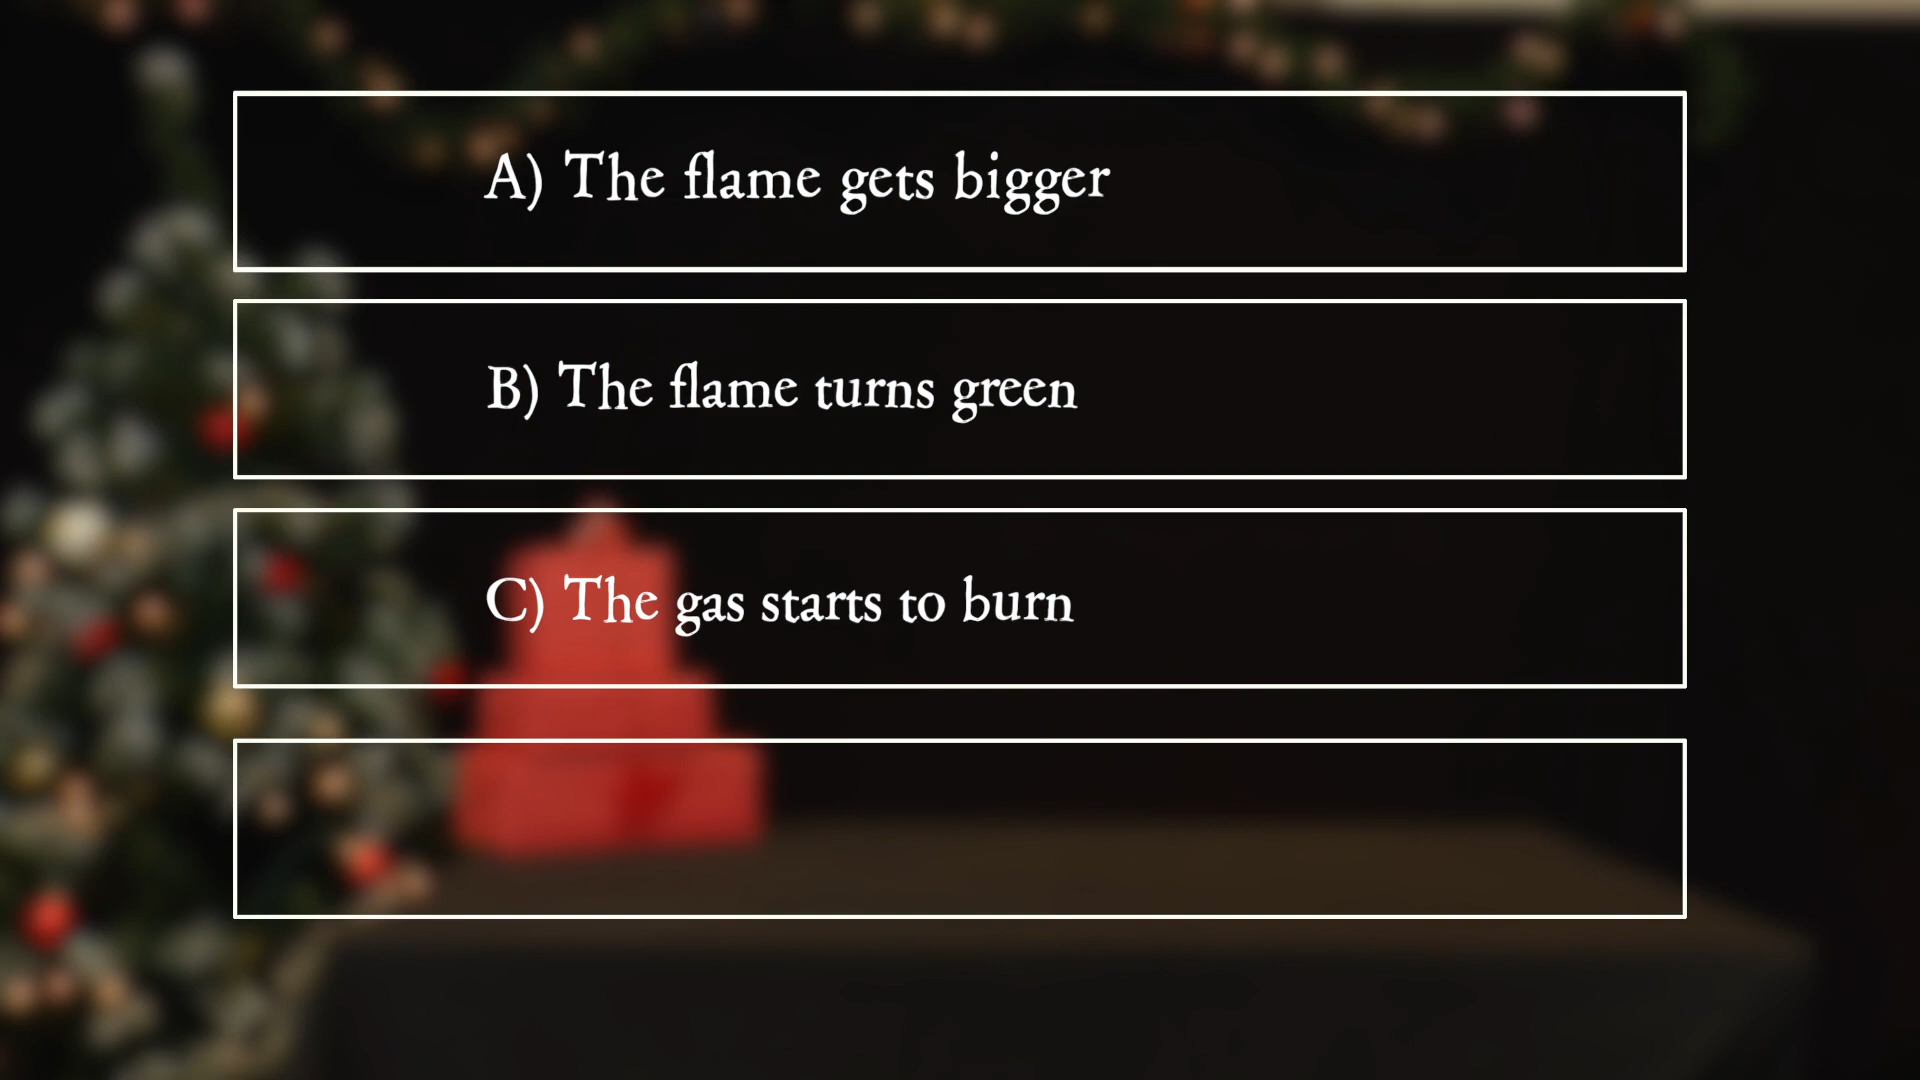 A) The flame gets bigger
B) The flame turns green
C) The gas starts to burn